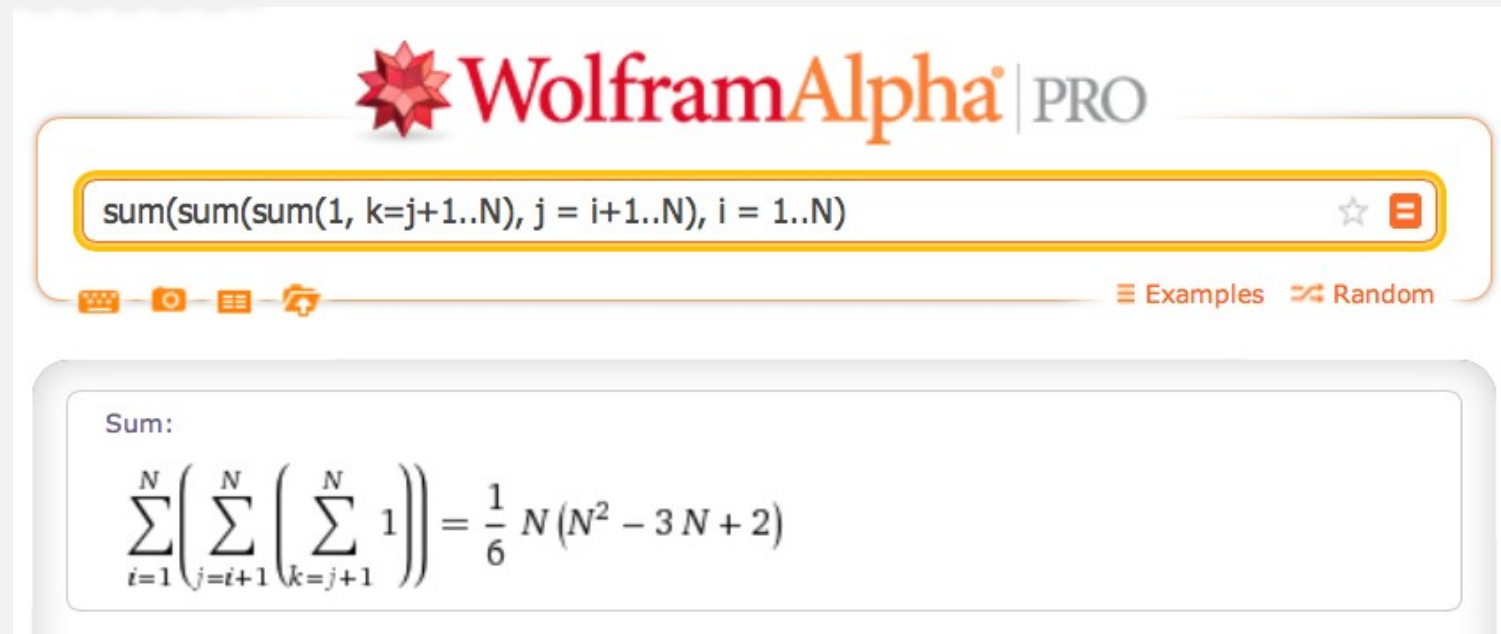 WolframAlpha® | PRO
sum(sum(sum(1, k=j+1..N), j = i+1..N), i = 1..N)
Examples Random
Sum:
∑_{i=1}^{N}(∑_{j=i+1}^{N}(∑_{k=j+1}^{N} 1)) = 1/6 N (N² − 3 N + 2)